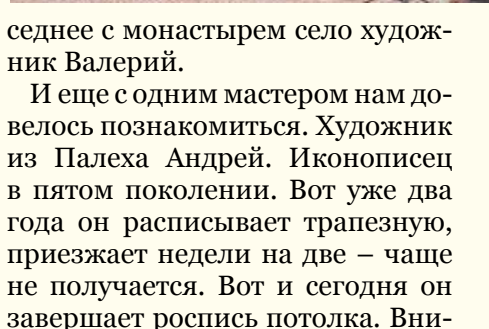 седнее с монастырем село худож-
ник Валерий.
И еще с одним мастером нам до-
велось познакомиться. Художник
из Палеха Андрей. Иконописец
в пятом поколении. Вот уже два
года он расписывает трапезную,
приезжает недели на две – чаще
не получается. Вот и сегодня он
завершает роспись потолка. Вни-